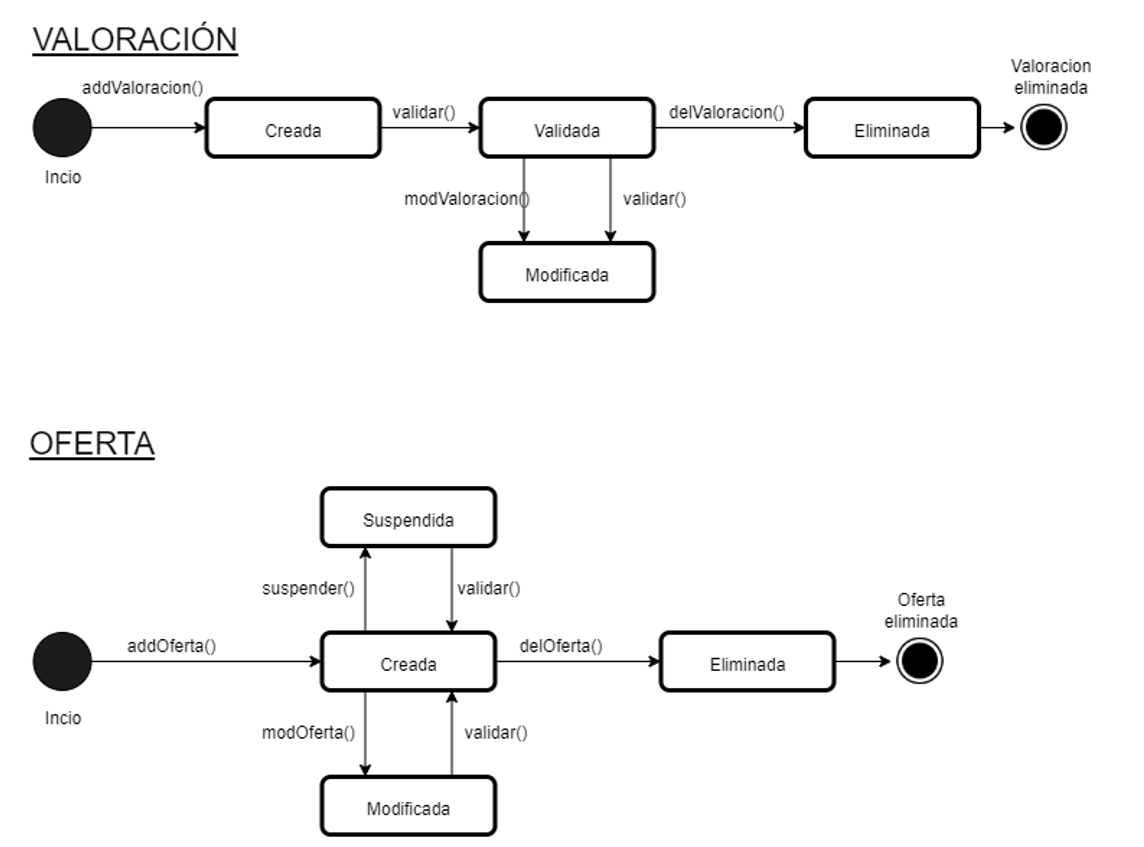 VALORACIÓN
Valoracion
eliminada
addValoracion()
validar()
delValoracion()
Creada
Validada
Eliminada
Incio
modValoracion()
validar()
Modificada
OFERTA
Suspendida
suspender()
validar()
Oferta
eliminada
addOferta()
delOferta()
Creada
Eliminada
Incio
modOferta()
validar()
Modificada